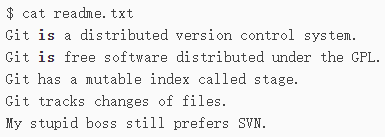 $ cat readme.txt
Git is a distributed version control system.
Git is free software distributed under the GPL.
Git has a mutable index called stage.
Git tracks changes of files.
My stupid boss still prefers SVN.